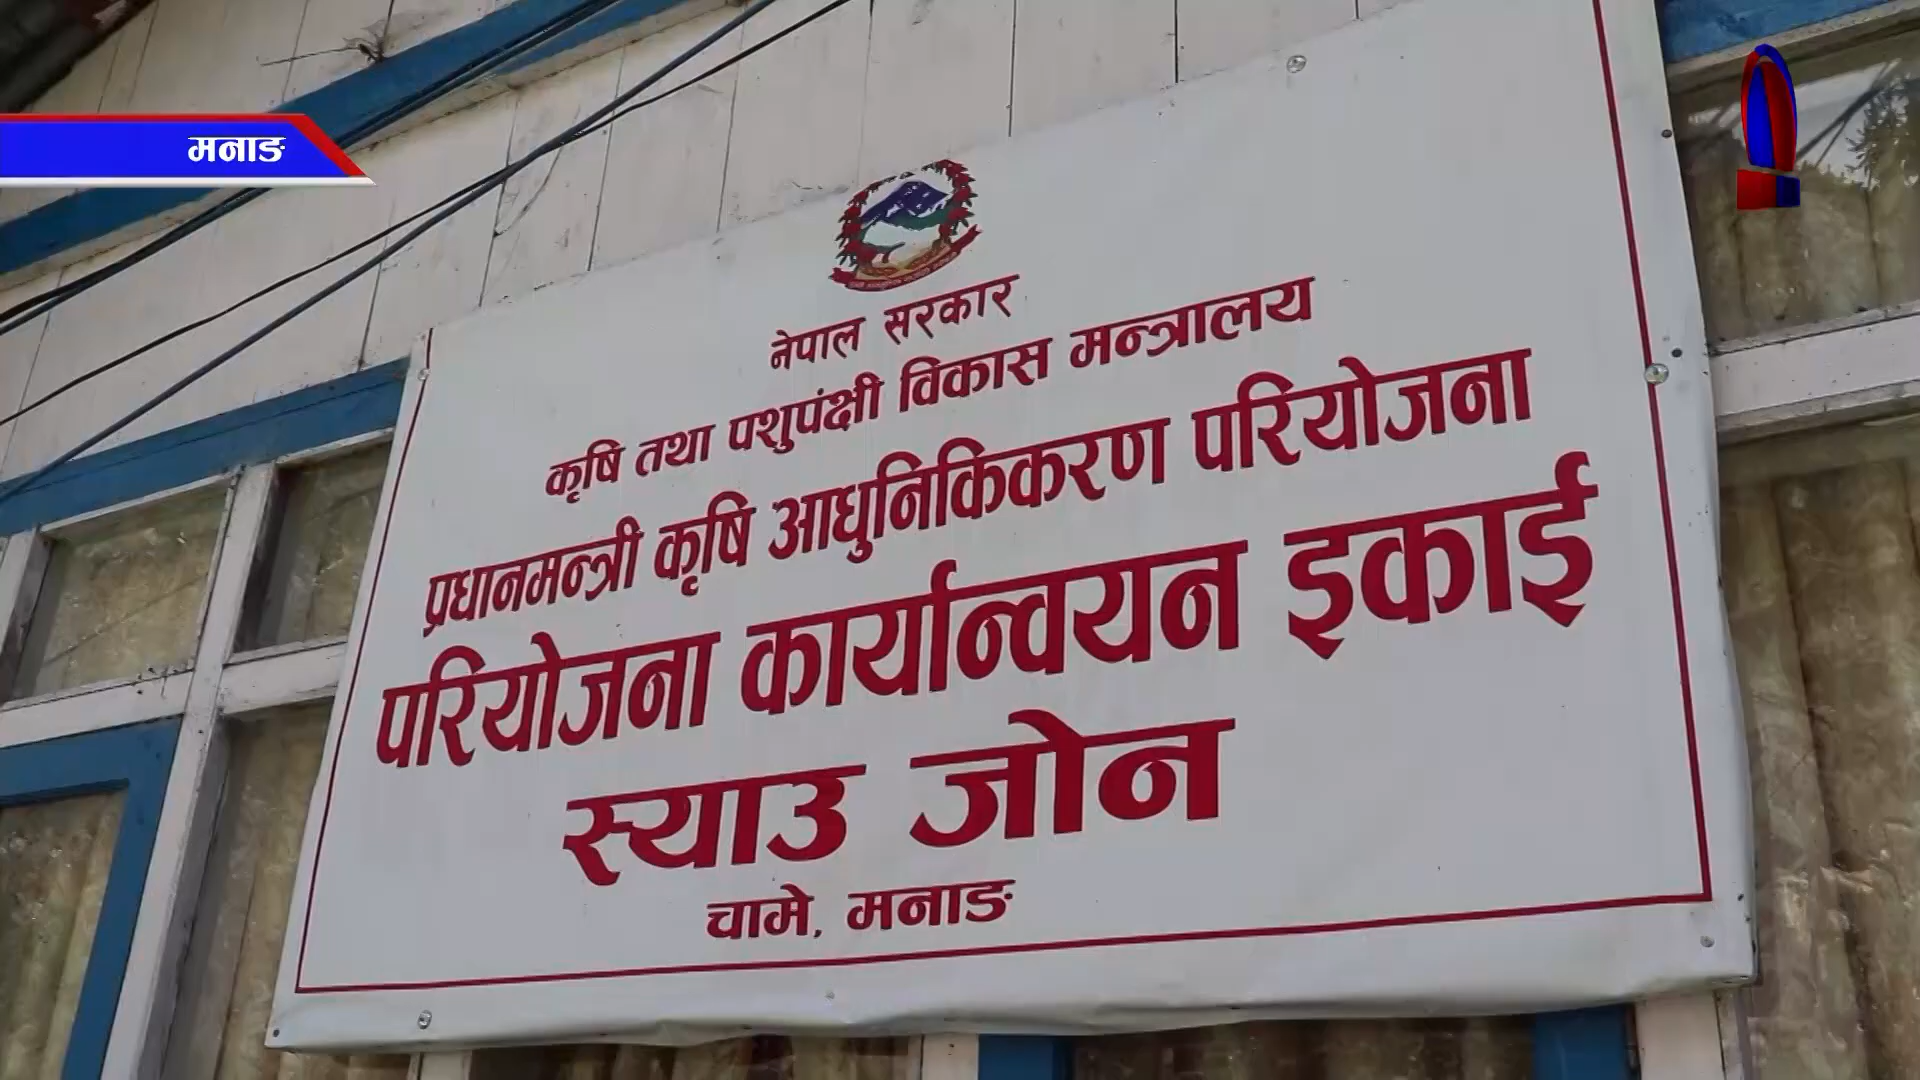 मनाङ
नेपाल सरकार
कृषि तथा पशुपंक्षी विकास मन्त्रालय
प्रधानमन्त्री कृषि आधुनिकिकरण परियोजना
परियोजना कार्यान्वयन इकाई
स्याउ जोन
चामे, मनाङ